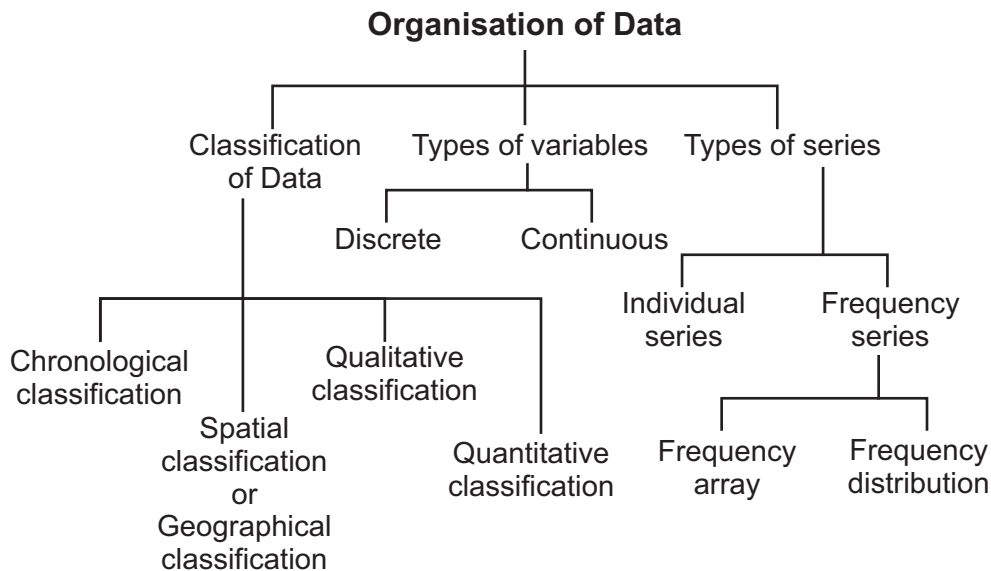 Organisation of Data
Classification
of Data
Types of variables
Types of series
Discrete
Continuous
Individual
series
Frequency
series
Chronological
classification
Spatial
classification
or
Geographical
classification
Qualitative
classification
Quantitative
classification
Frequency
array
Frequency
distribution